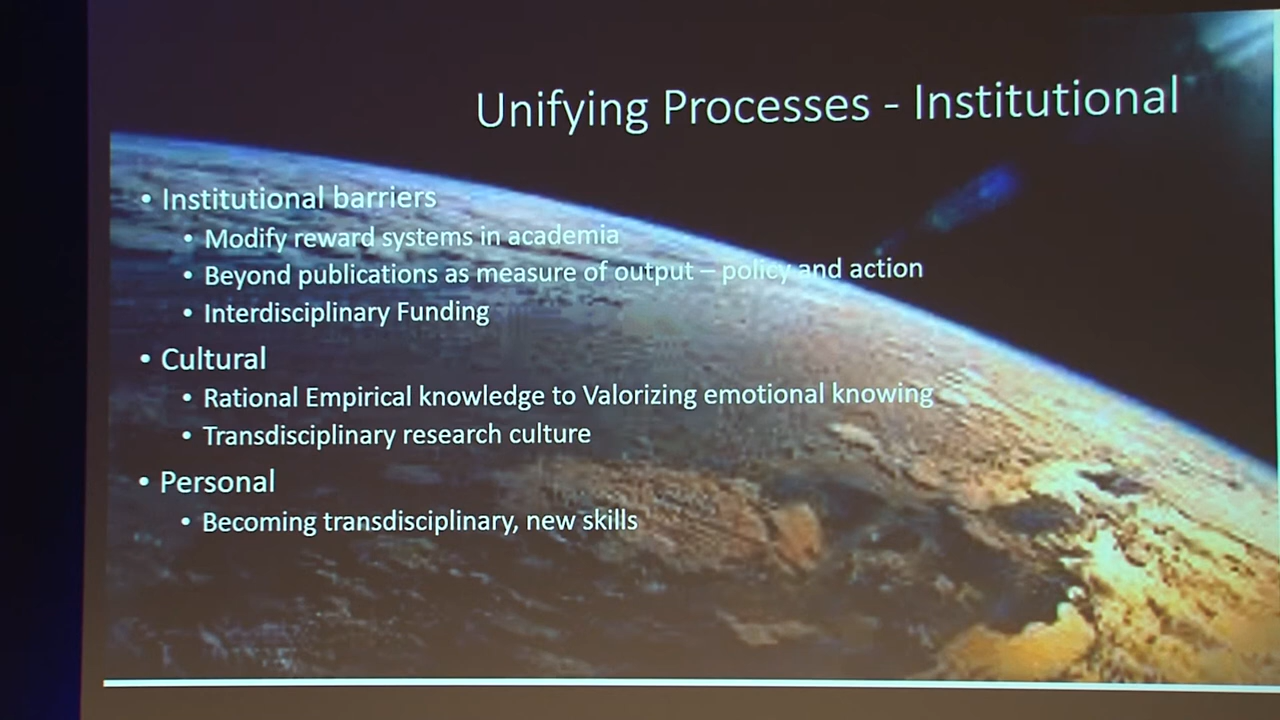 Unifying Processes - Institutional
• Institutional barriers
• Modify reward systems in academia
• Beyond publications as measure of output – policy and action
• Interdisciplinary Funding
• Cultural
• Rational Empirical knowledge to Valorizing emotional knowing
• Transdisciplinary research culture
• Personal
• Becoming transdisciplinary, new skills